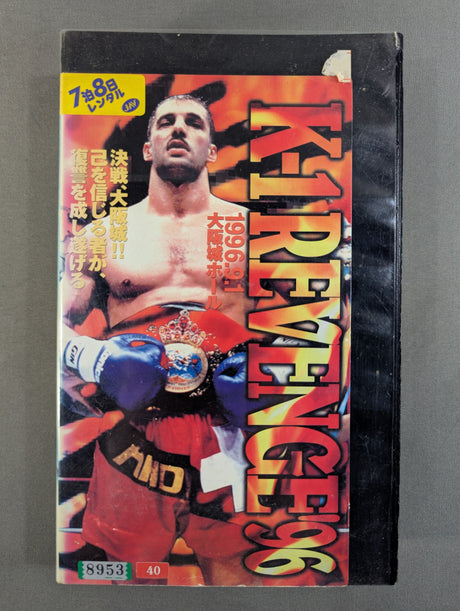 7泊8日
レンタル
JAV
K-1 REVENGE '96
1996.9.1
大阪城ホール
決戦、大阪城!!
己を信じる者が、
復讐を成し遂げる
8953
40